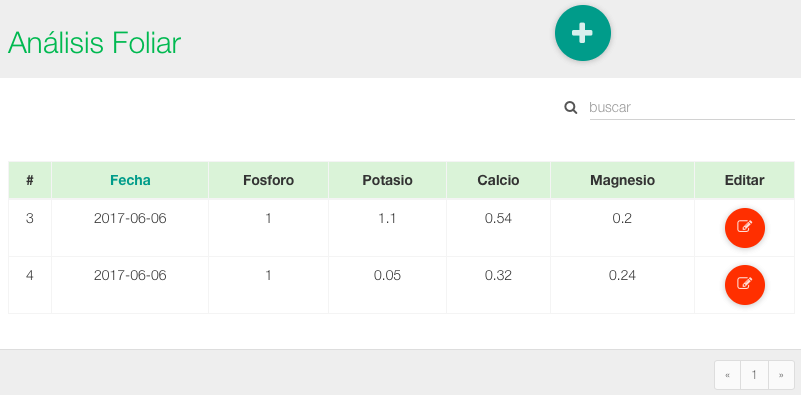 Análisis Foliar
buscar
# Fecha Fosforo Potasio Calcio Magnesio Editar
3 2017-06-06 1 1.1 0.54 0.2
4 2017-06-06 1 0.05 0.32 0.24
« 1 »